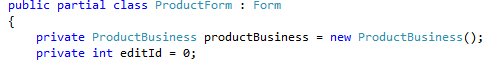 public partial class ProductForm : Form
{
    private ProductBusiness productBusiness = new ProductBusiness();
    private int editId = 0;